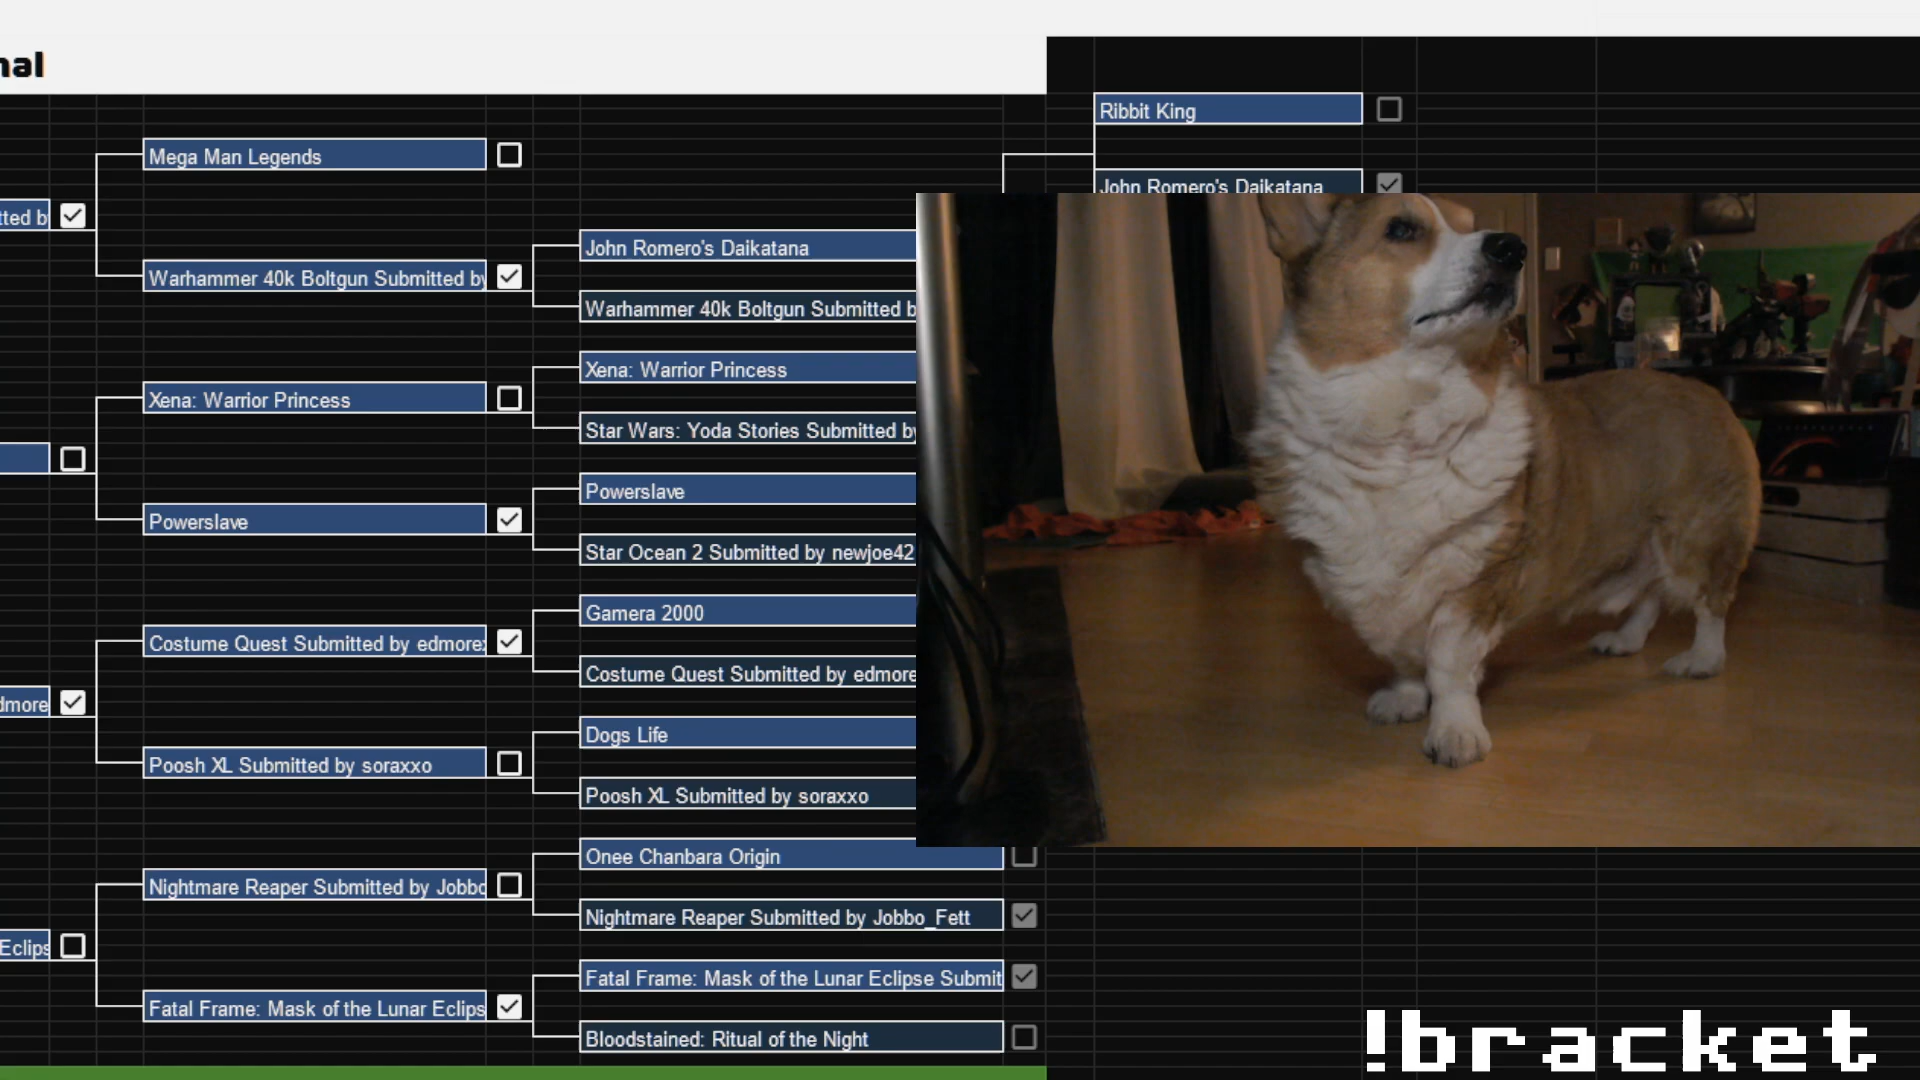 nal
Ribbit King
Mega Man Legends
John Romero's Daikatana
tted b
John Romero's Daikatana
Warhammer 40k Boltgun Submitted by
Warhammer 40k Boltgun Submitted b
Xena: Warrior Princess
Xena: Warrior Princess
Star Wars: Yoda Stories Submitted by
Powerslave
Powerslave
Star Ocean 2 Submitted by newjoe42
Gamera 2000
Costume Quest Submitted by edmore
Costume Quest Submitted by edmore
dmore
Dogs Life
Poosh XL Submitted by soraxxo
Poosh XL Submitted by soraxxo
Onee Chanbara Origin
Nightmare Reaper Submitted by Jobbo
Nightmare Reaper Submitted by Jobbo_Fett
Eclips
Fatal Frame: Mask of the Lunar Eclipse Submit
Fatal Frame: Mask of the Lunar Eclips
Bloodstained: Ritual of the Night
!bracket